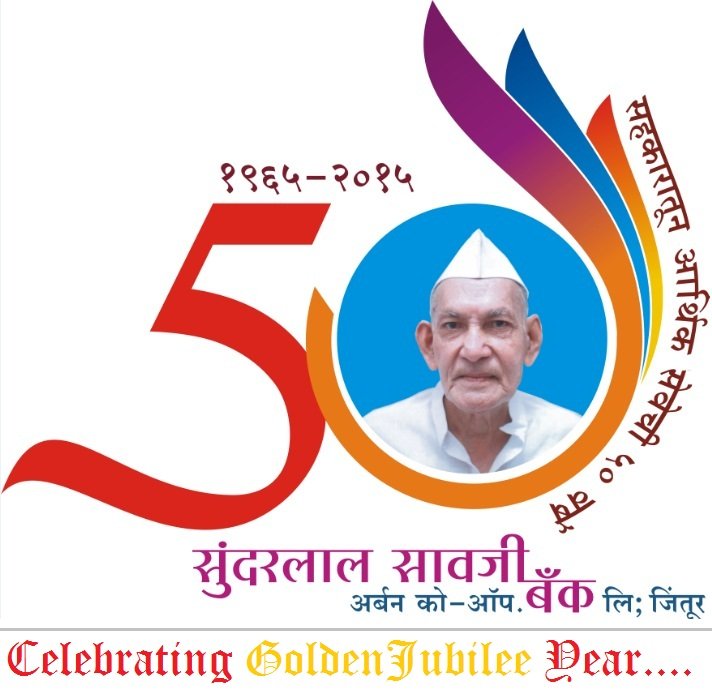 १९६५-२०१५
50
सहकारातून आर्थिक सेवेची ५० वर्षे
सुंदरलाल सावजी
अर्बन को-ऑप. बँक लि; जिंतूर
Celebrating GoldenJubilee Year....